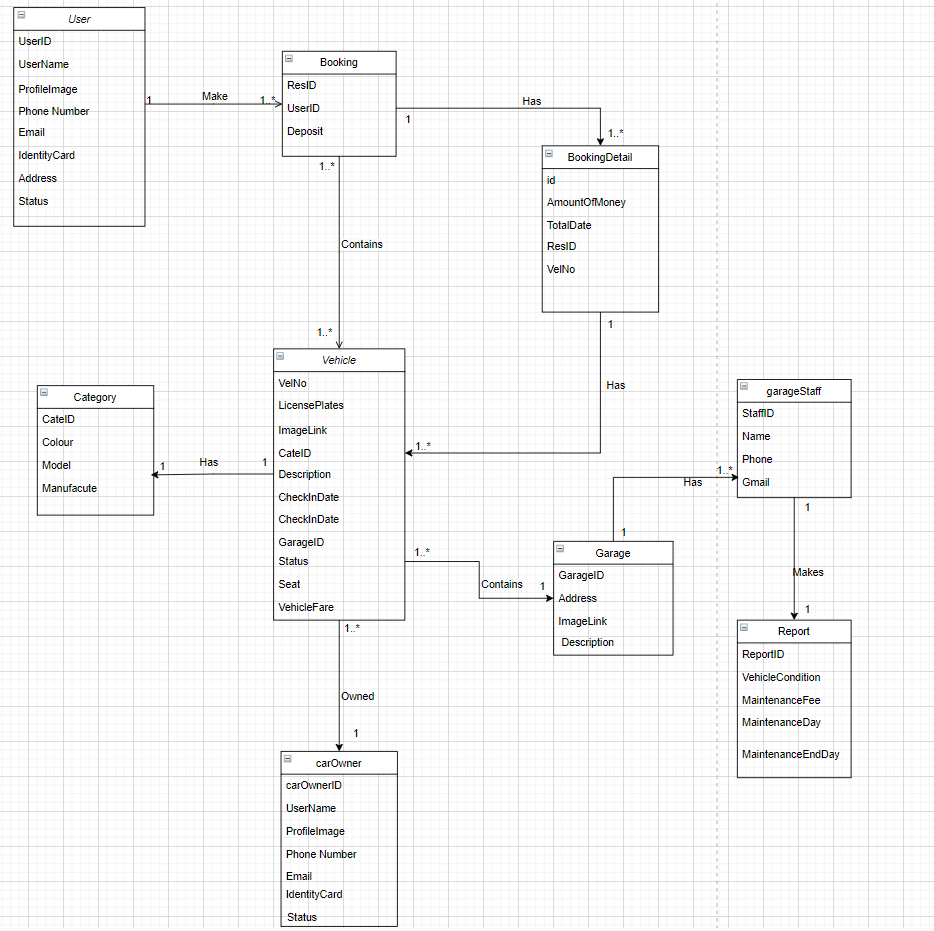 User
UserID
UserName
ProfileImage
Phone Number
Email
IdentityCard
Address
Status
1
Make
1..*
Booking
ResID
UserID
Deposit
1
Has
1..*
BookingDetail
id
AmountOfMoney
TotalDate
ResID
VelNo
1..*
Contains
1..*
1
Has
1..*
Vehicle
VelNo
LicensePlates
ImageLink
CateID
Description
CheckInDate
CheckInDate
GarageID
Status
Seat
VehicleFare
Category
CateID
Colour
Model
Manufacute
1
Has
1
1..*
Contains
1
Garage
GarageID
Address
ImageLink
Description
1
Has
1..*
garageStaff
StaffID
Name
Phone
Gmail
1
Makes
1
Report
ReportID
VehicleCondition
MaintenanceFee
MaintenanceDay
MaintenanceEndDay
1..*
Owned
1
carOwner
carOwnerID
UserName
ProfileImage
Phone Number
Email
IdentityCard
Status